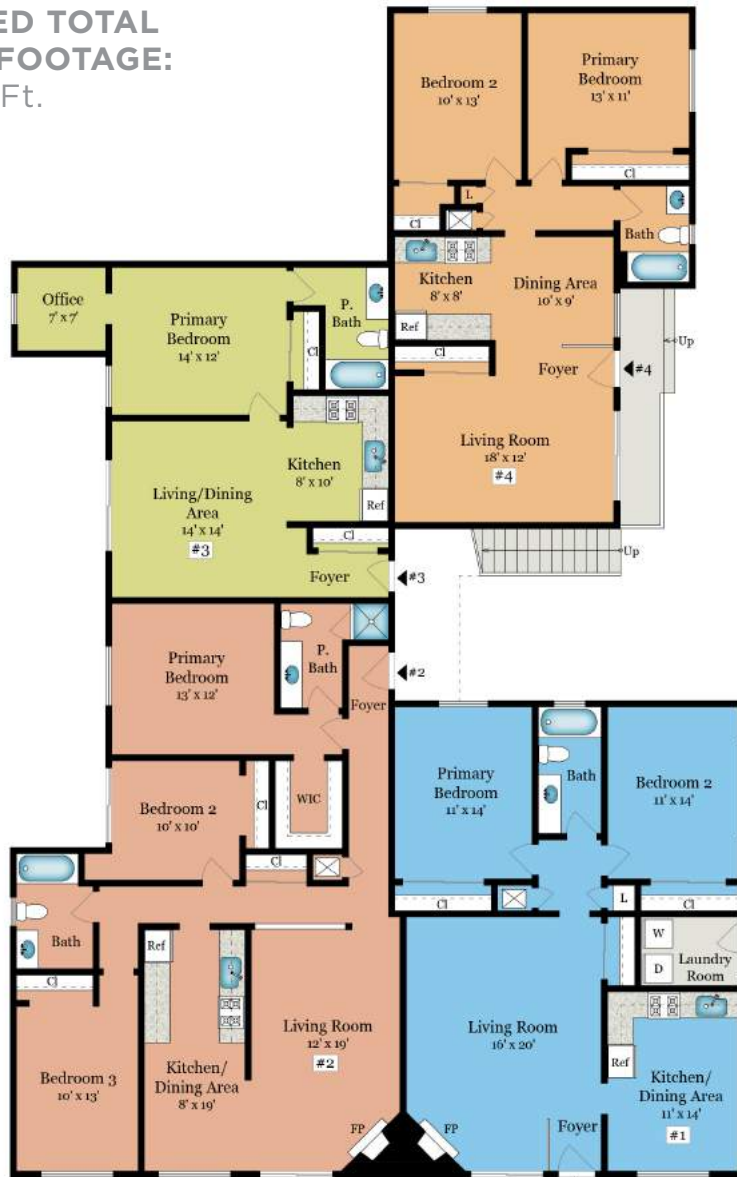 ED TOTAL
FOOTAGE:
Ft.
Bedroom 2
10' x 13'
Primary
Bedroom
13' x 11'
Cl
L
Cl
Bath
Kitchen
8' x 8'
Dining Area
10' x 9'
Ref
Cl
Foyer
Up
#4
Living Room
18' x 12'
#4
Up
Office
7' x 7'
Primary
Bedroom
14' x 12'
P.
Bath
Cl
Kitchen
8' x 10'
Ref
Living/Dining
Area
14' x 14'
#3
Cl
Foyer
#3
Primary
Bedroom
13' x 12'
P.
Bath
#2
Foyer
Bedroom 2
10' x 10'
Cl
WIC
Cl
Bath
Cl
Ref
Bedroom 3
10' x 13'
Kitchen/
Dining Area
8' x 19'
Living Room
12' x 19'
#2
FP
Primary
Bedroom
11' x 14'
Bath
Bedroom 2
11' x 14'
Cl
L
Cl
W
D
Laundry
Room
Living Room
16' x 20'
Ref
Kitchen/
Dining Area
11' x 14'
#1
FP
Foyer